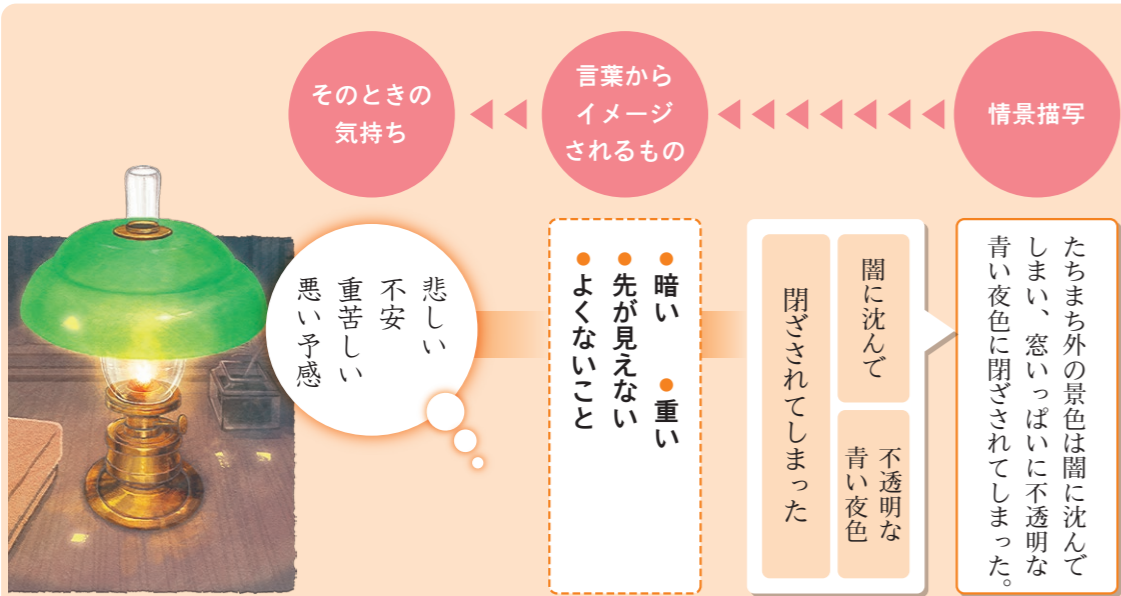 情景描写
言葉から
イメージ
されるもの
そのときの
気持ち
たちまち外の景色は闇に沈んで
しまい、窓いっぱいに不透明な
青い夜色に閉ざされてしまった。
闇に沈んで
不透明な
青い夜色
閉ざされてしまった
●暗い ●重い
●先が見えない
●よくないこと
悲しい
不安
重苦しい
悪い予感